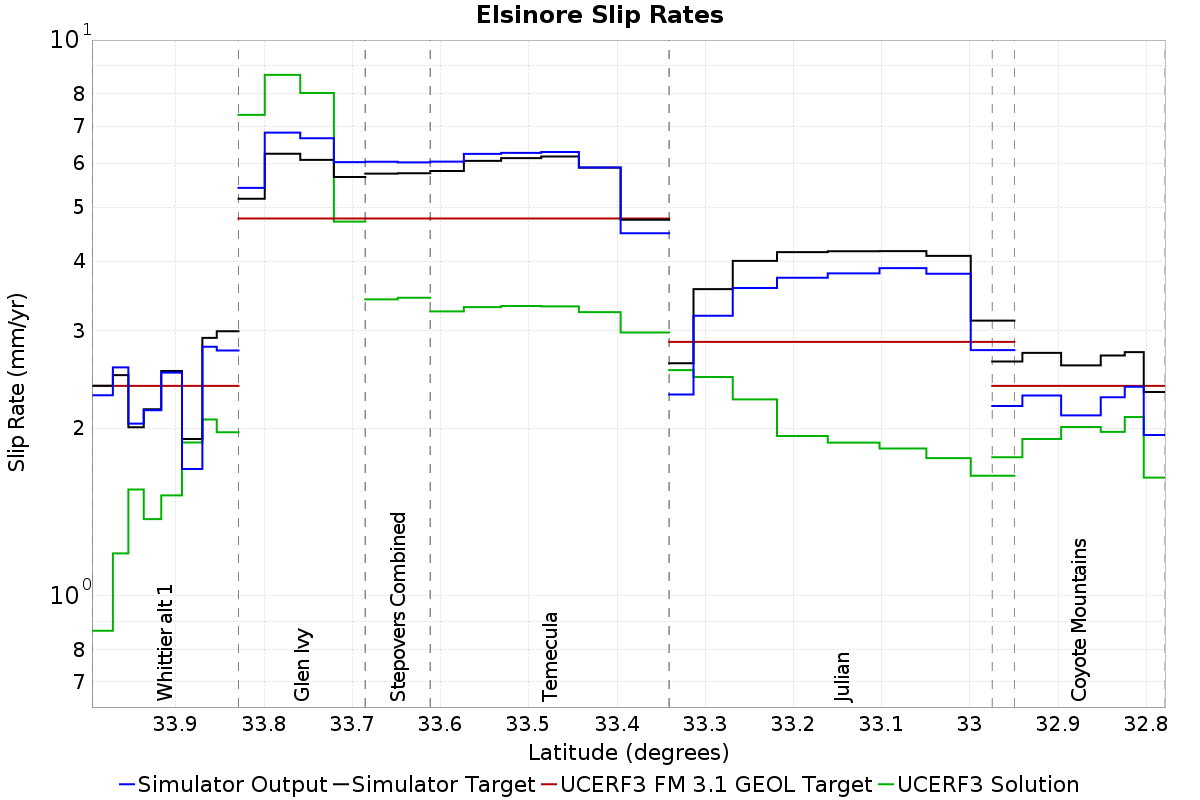 Elsinore Slip Rates
Slip Rate (mm/yr)
10^1
8
7
6
5
4
3
2
10^0
8
7
Whittier alt 1
Glen Ivy
Stepovers Combined
Temecula
Julian
Coyote Mountains
33.9 33.8 33.7 33.6 33.5 33.4 33.3 33.2 33.1 33 32.9 32.8
Latitude (degrees)
Simulator Output Simulator Target UCERF3 FM 3.1 GEOL Target UCERF3 Solution